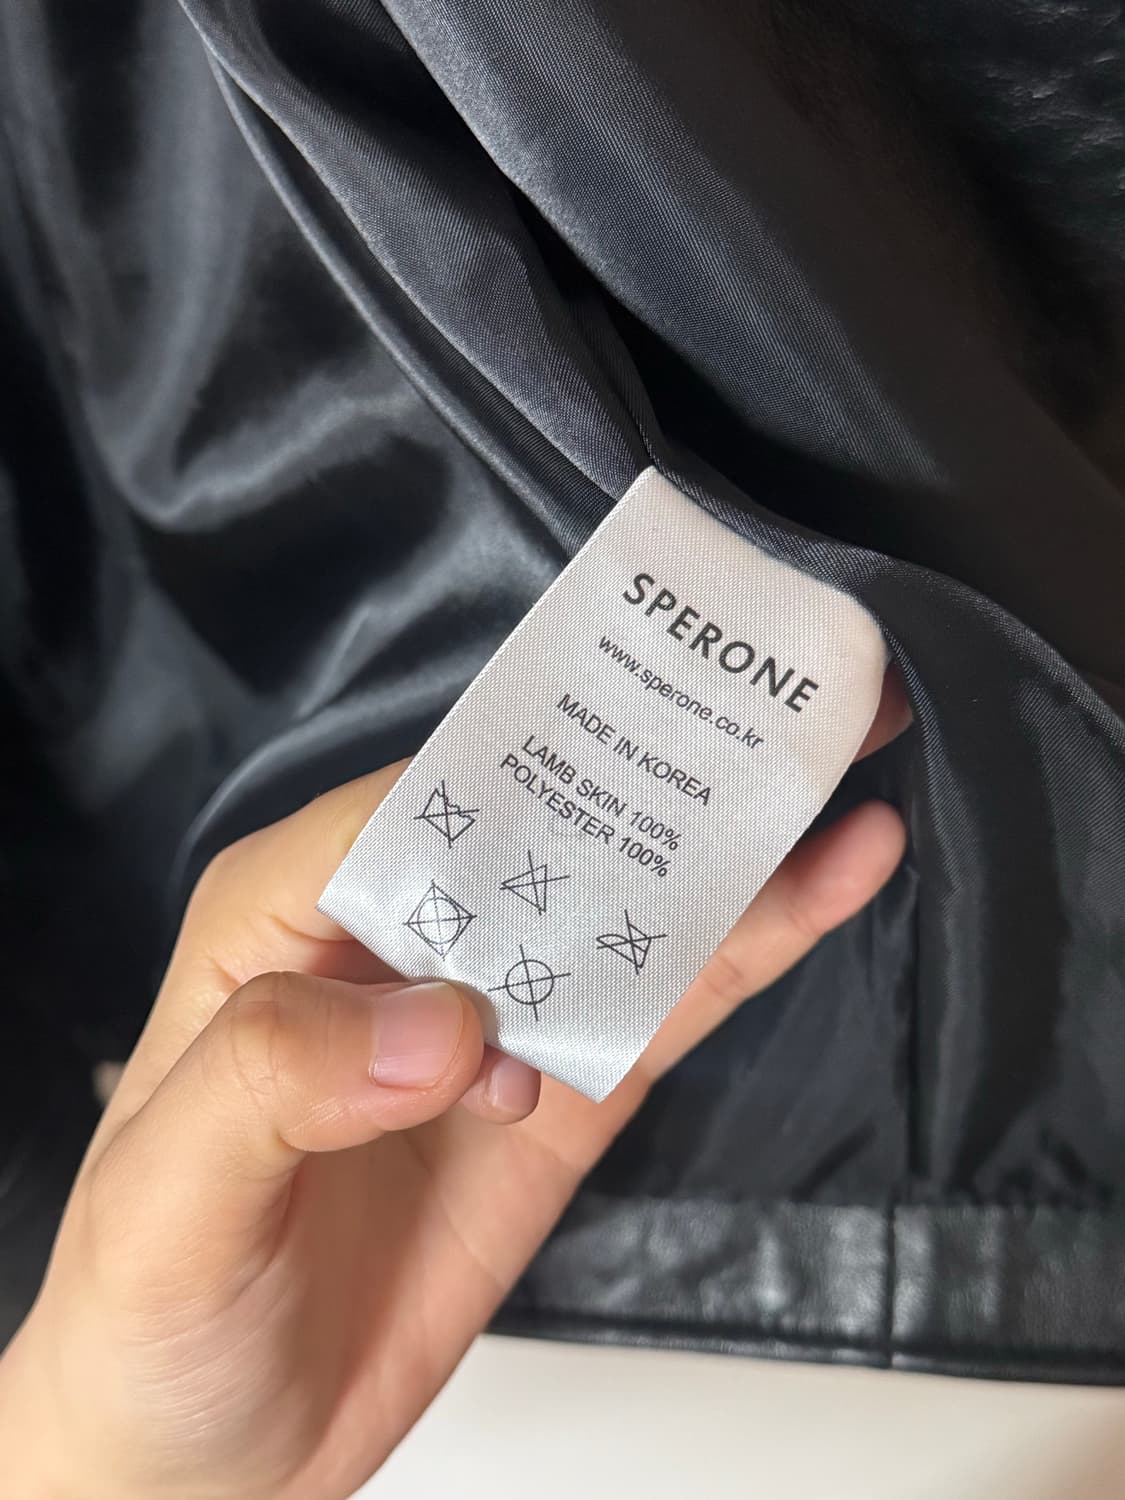 SPERONE
www.sperone.co.kr
MADE IN KOREA
LAMB SKIN 100%
POLYESTER 100%